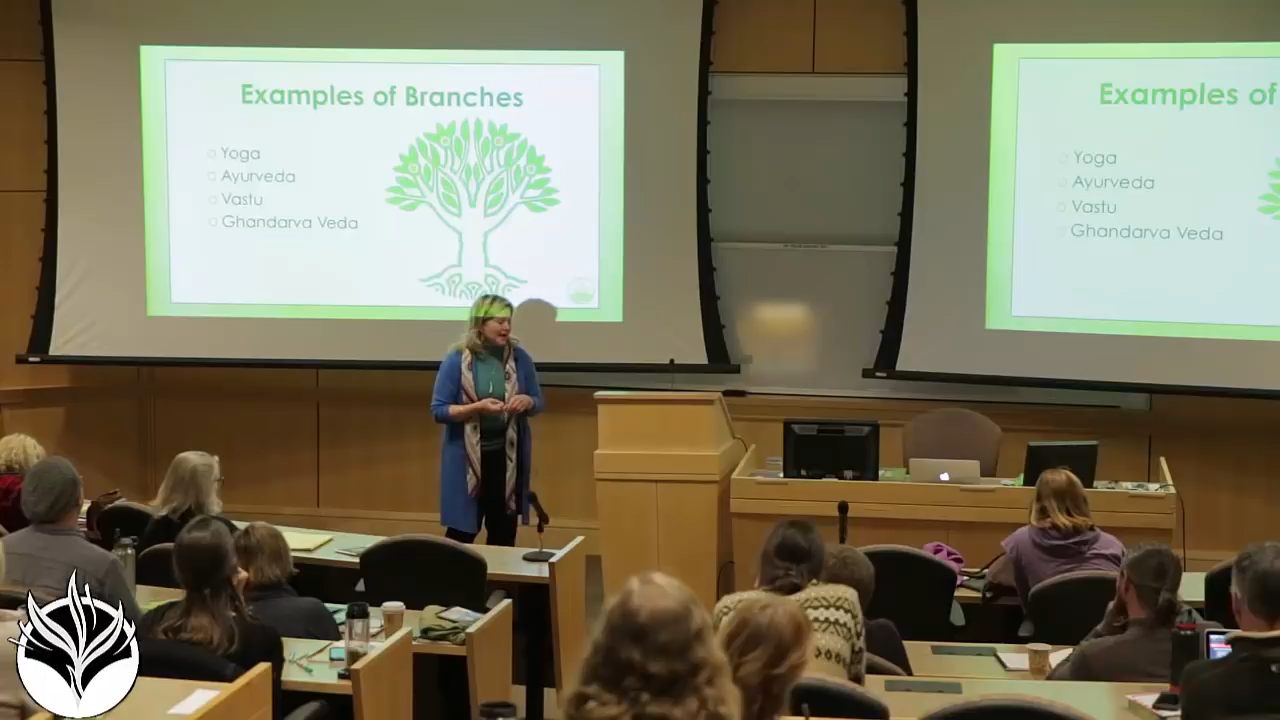 Examples of Branches
Yoga
Ayurveda
Vastu
Ghandarva Veda
Examples of
Yoga
Ayurveda
Vastu
Ghandarva Veda